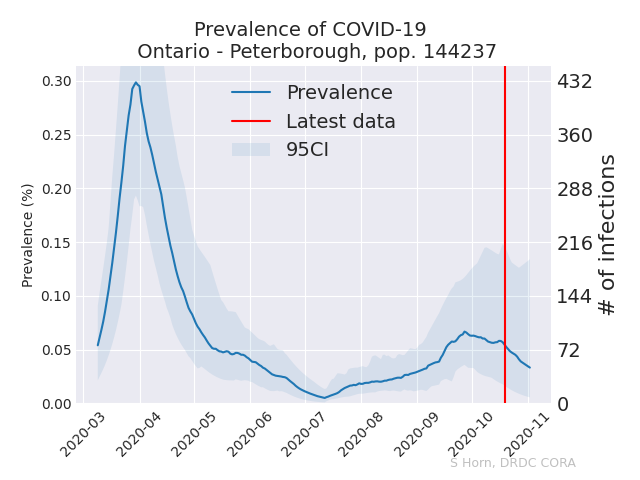 Prevalence of COVID-19
Ontario - Peterborough, pop. 144237
Prevalence
Latest data
95CI
Prevalence (%)
0.30
0.25
0.20
0.15
0.10
0.05
0.00
432
360
288
216
144
72
0
# of infections
2020-03
2020-04
2020-05
2020-06
2020-07
2020-08
2020-09
2020-10
2020-11
S Horn, DRDC CORA